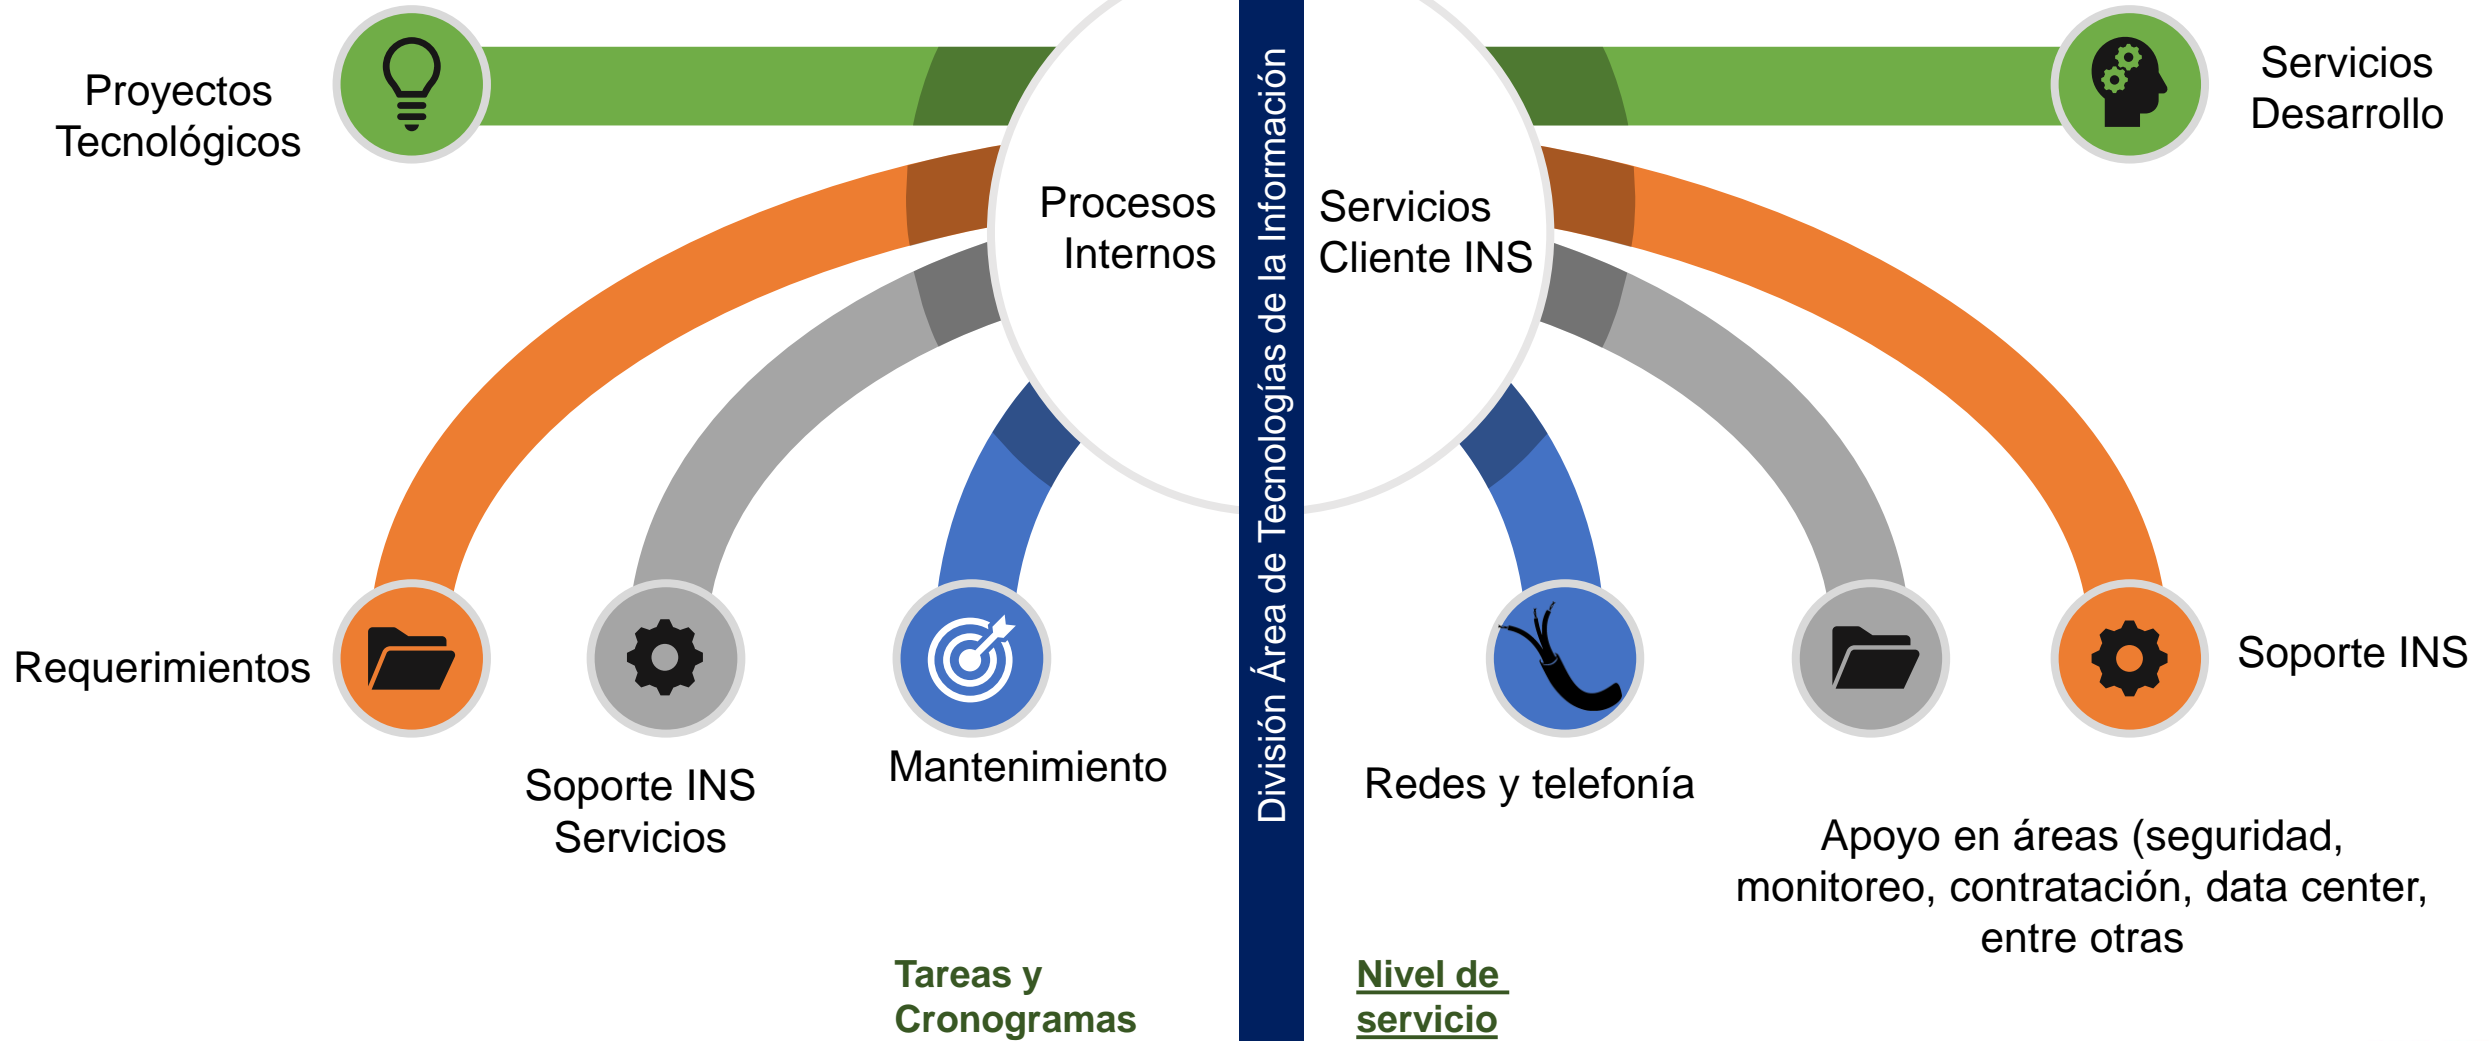 Proyectos
Tecnológicos
Requerimientos
Soporte INS
Servicios
Mantenimiento
Procesos
Internos
Tareas y
Cronogramas
División Área de Tecnologías de la Información
Servicios
Cliente INS
Servicios
Desarrollo
Soporte INS
Redes y telefonía
Apoyo en áreas (seguridad,
monitoreo, contratación, data center,
entre otras
Nivel de
servicio